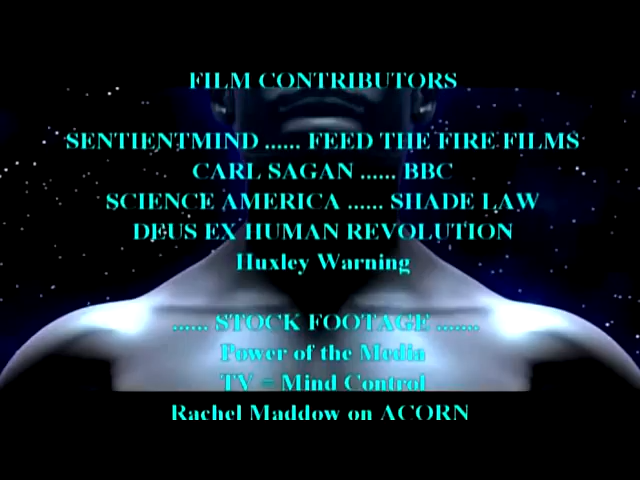 FILM CONTRIBUTORS
SENTIENTMIND ...... FEED THE FIRE FILMS
CARL SAGAN ...... BBC
SCIENCE AMERICA ...... SHADE LAW
DEUS EX HUMAN REVOLUTION
Huxley Warning
...... STOCK FOOTAGE .......
Power of the Media
TV = Mind Control
Rachel Maddow on ACORN